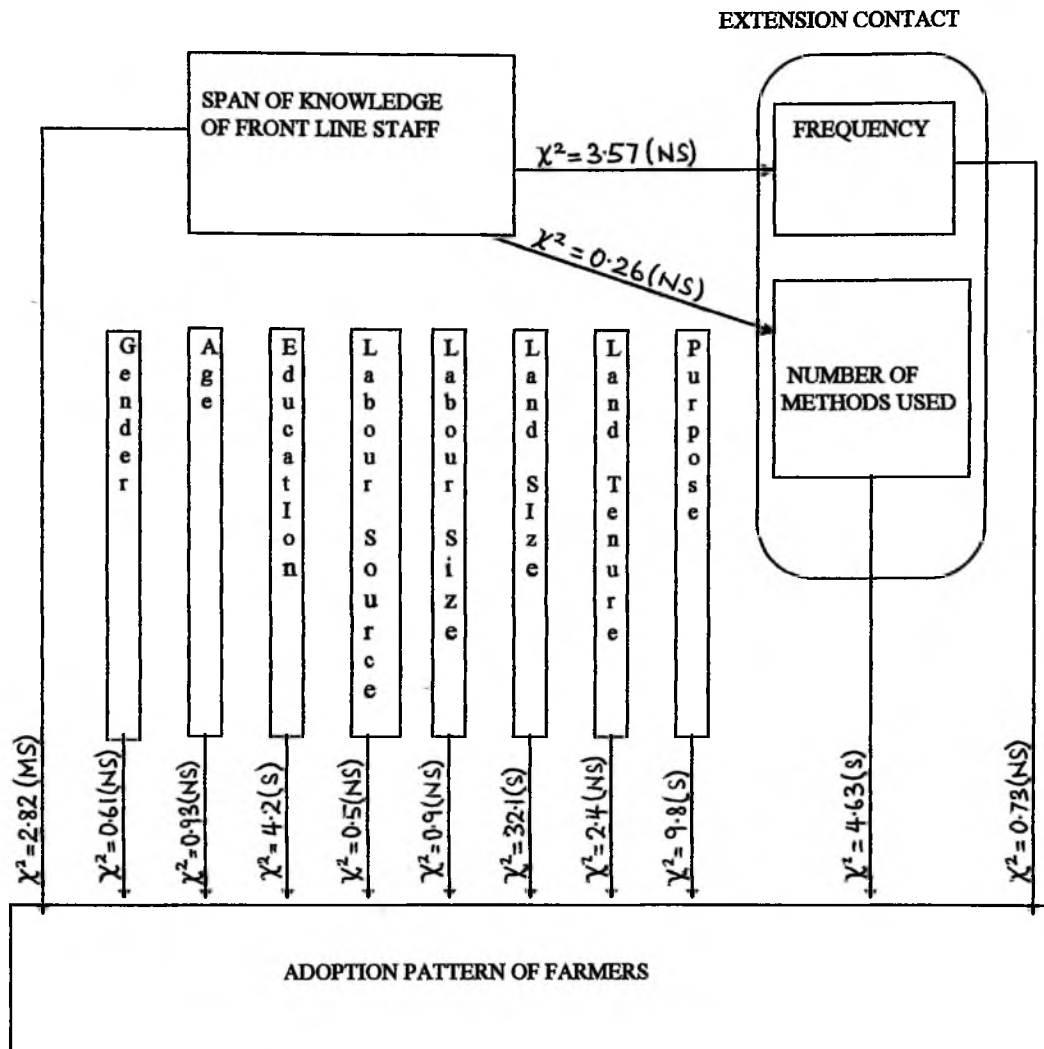 EXTENSION CONTACT
SPAN OF KNOWLEDGE
OF FRONT LINE STAFF
FREQUENCY
χ²=3.57(NS)
χ²=0.26(NS)
NUMBER OF
METHODS USED
Gender
Age
EducatIon
Labour Source
Labour Size
Land SIze
Land Tenure
Purpose
χ²=2.82(MS)
χ²=0.61(NS)
χ²=0.93(NS)
χ²=4.2(S)
χ²=0.5(NS)
χ²=0.9(NS)
χ²=32.1(S)
χ²=2.4(NS)
χ²=9.8(S)
χ²=4.63(S)
χ²=0.73(NS)
ADOPTION PATTERN OF FARMERS